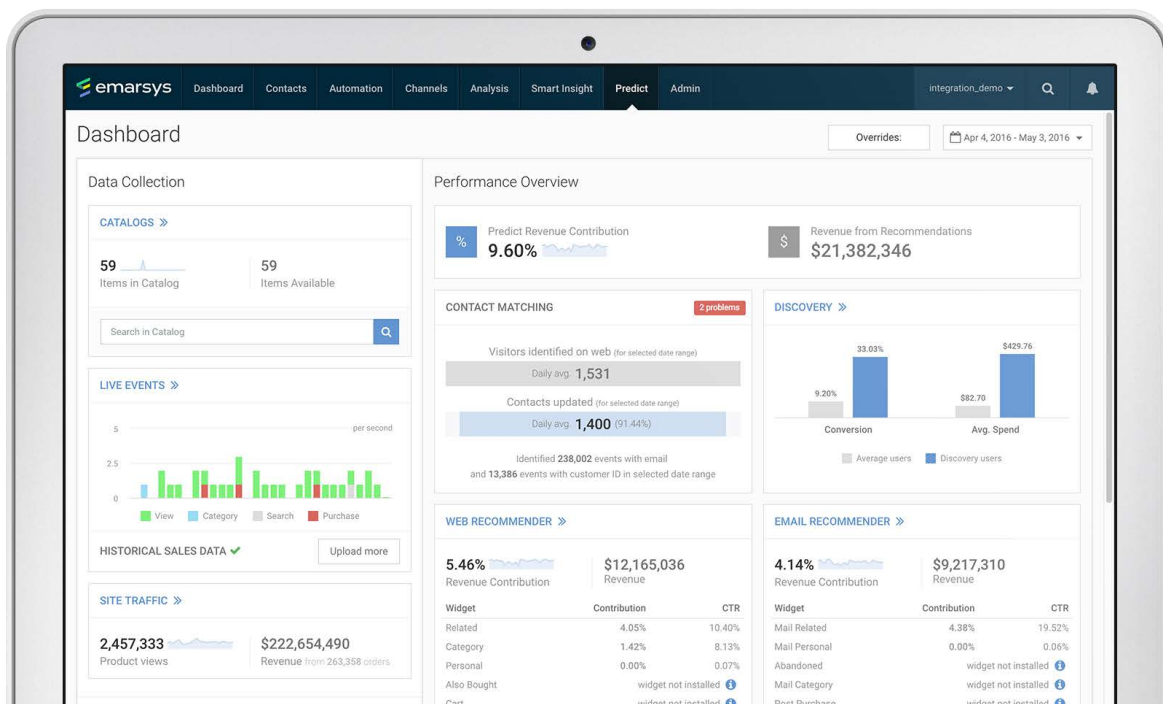 emarsys Dashboard Contacts Automation Channels Analysis Smart Insight Predict Admin integration_demo
Dashboard
Overrides:
Apr 4, 2016 - May 3, 2016
Data Collection
CATALOGS »
59
Items in Catalog
59
Items Available
Search in Catalog
LIVE EVENTS »
5
per second
2.5
0
View Category Search Purchase
HISTORICAL SALES DATA
Upload more
SITE TRAFFIC »
2,457,333
Product views
$222,654,490
Revenue from 263,358 orders
Performance Overview
%
Predict Revenue Contribution
9.60%
$
Revenue from Recommendations
$21,382,346
CONTACT MATCHING
2 problems
Visitors identified on web (for selected date range)
Daily avg. 1,531
Contacts updated (for selected date range)
Daily avg. 1,400 (91.44%)
Identified 238,002 events with email
and 13,386 events with customer ID in selected date range
DISCOVERY »
33.03%
$429.76
9.20%
$82.70
Conversion
Avg. Spend
Average users Discovery users
WEB RECOMMENDER »
5.46%
Revenue Contribution
$12,165,036
Revenue
Widget Contribution CTR
Related 4.05% 10.40%
Category 1.42% 8.13%
Personal 0.00% 0.07%
Also Bought widget not installed
Cart widget not installed
EMAIL RECOMMENDER »
4.14%
Revenue Contribution
$9,217,310
Revenue
Widget Contribution CTR
Mail Related 4.38% 19.52%
Mail Personal 0.00% 0.06%
Abandoned widget not installed
Mail Category widget not installed
Post Purchase widget not installed